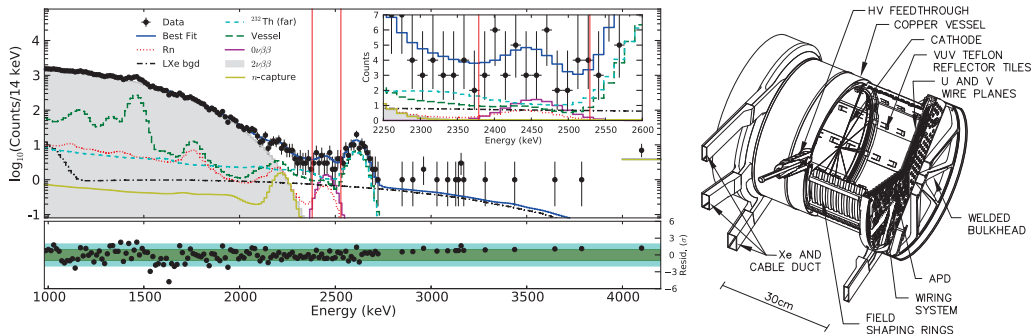 Data
Best Fit
Rn
LXe bgd
²³²Th (far)
Vessel
0νββ
2νββ
n-capture
log₁₀(Counts/14 keV)
4
3
2
1
0
-1
Counts
7
6
5
4
3
2
1
0
2250 2300 2350 2400 2450 2500 2550 2600
Energy (keV)
6
3
0
−3
−6
Resid. (σ)
1000 1500 2000 2500 3000 3500 4000
Energy (keV)
HV FEEDTHROUGH
COPPER VESSEL
CATHODE
VUV TEFLON
REFLECTOR TILES
U AND V
WIRE PLANES
WELDED
BULKHEAD
Xe AND
CABLE DUCT
APD
WIRING
SYSTEM
30cm
FIELD
SHAPING RINGS